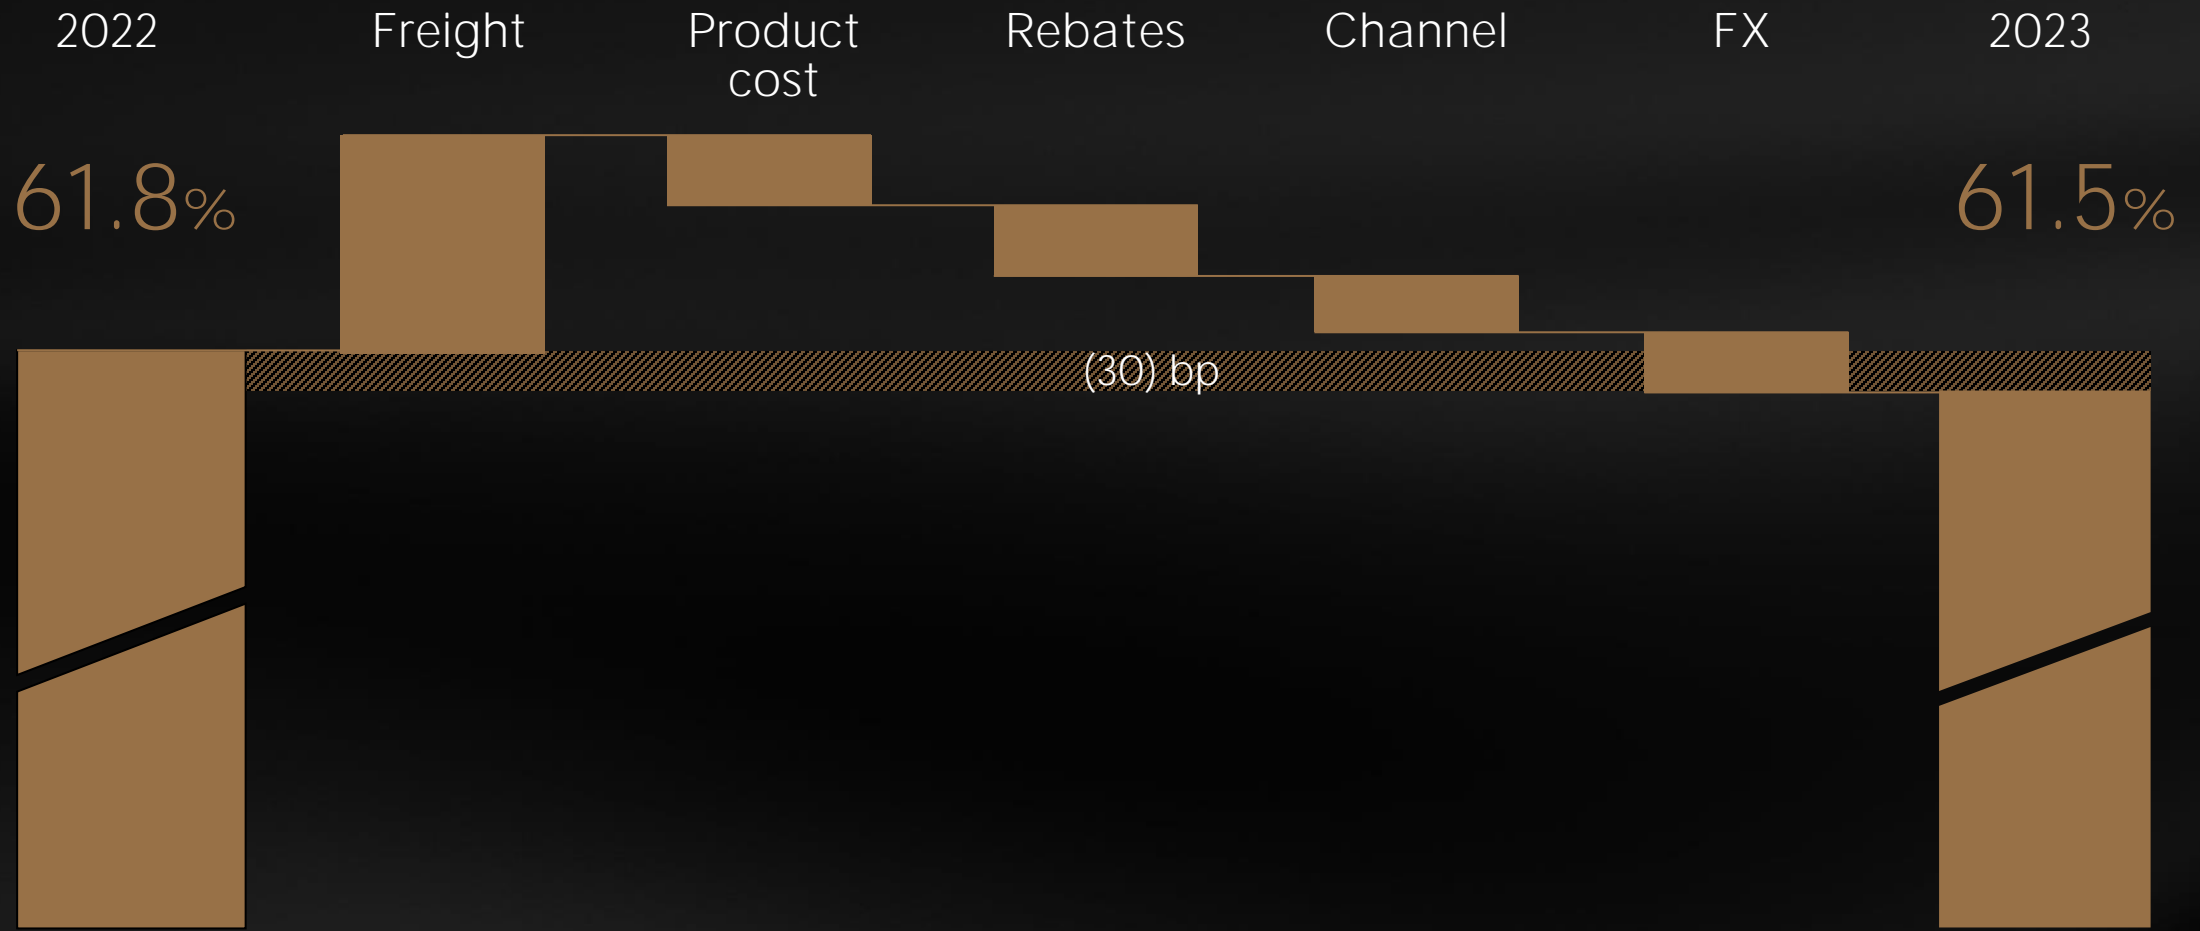 2022
Freight
Product
cost
Rebates
Channel
FX
2023
61.8%
61.5%
(30) bp